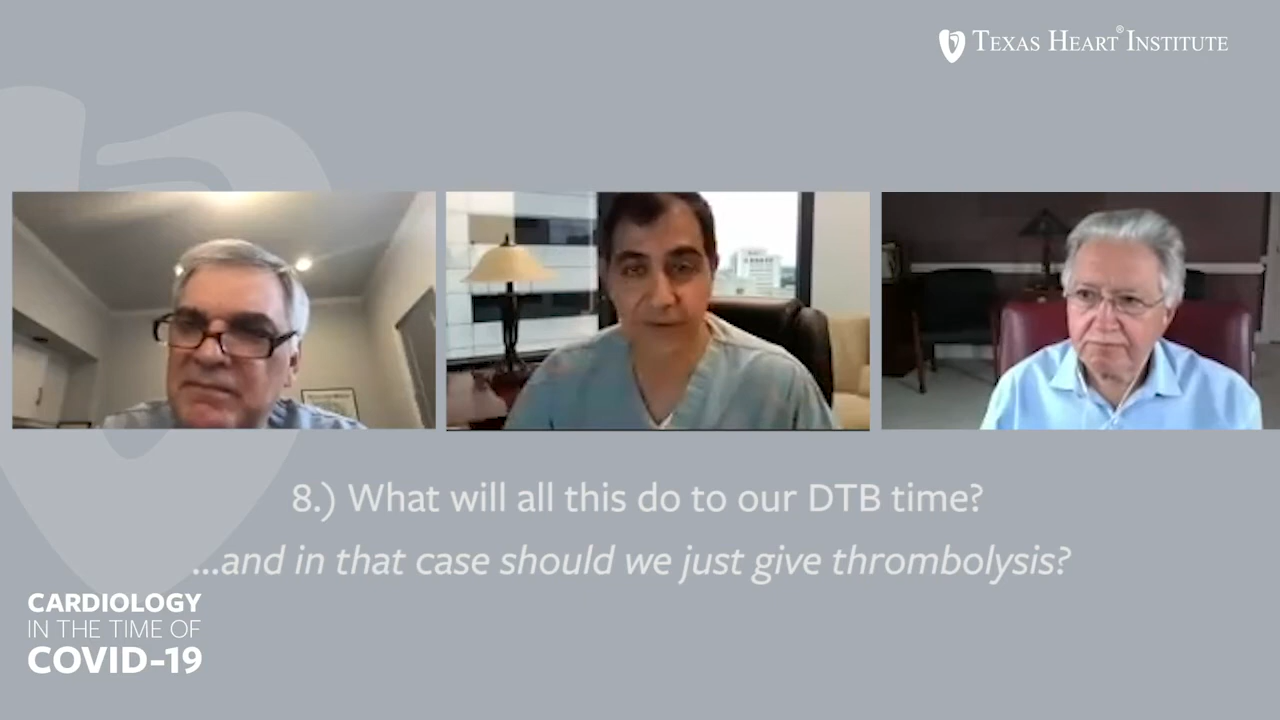 TEXAS HEART® INSTITUTE
8.) What will all this do to our DTB time?
...and in that case should we just give thrombolysis?
CARDIOLOGY
IN THE TIME OF
COVID-19